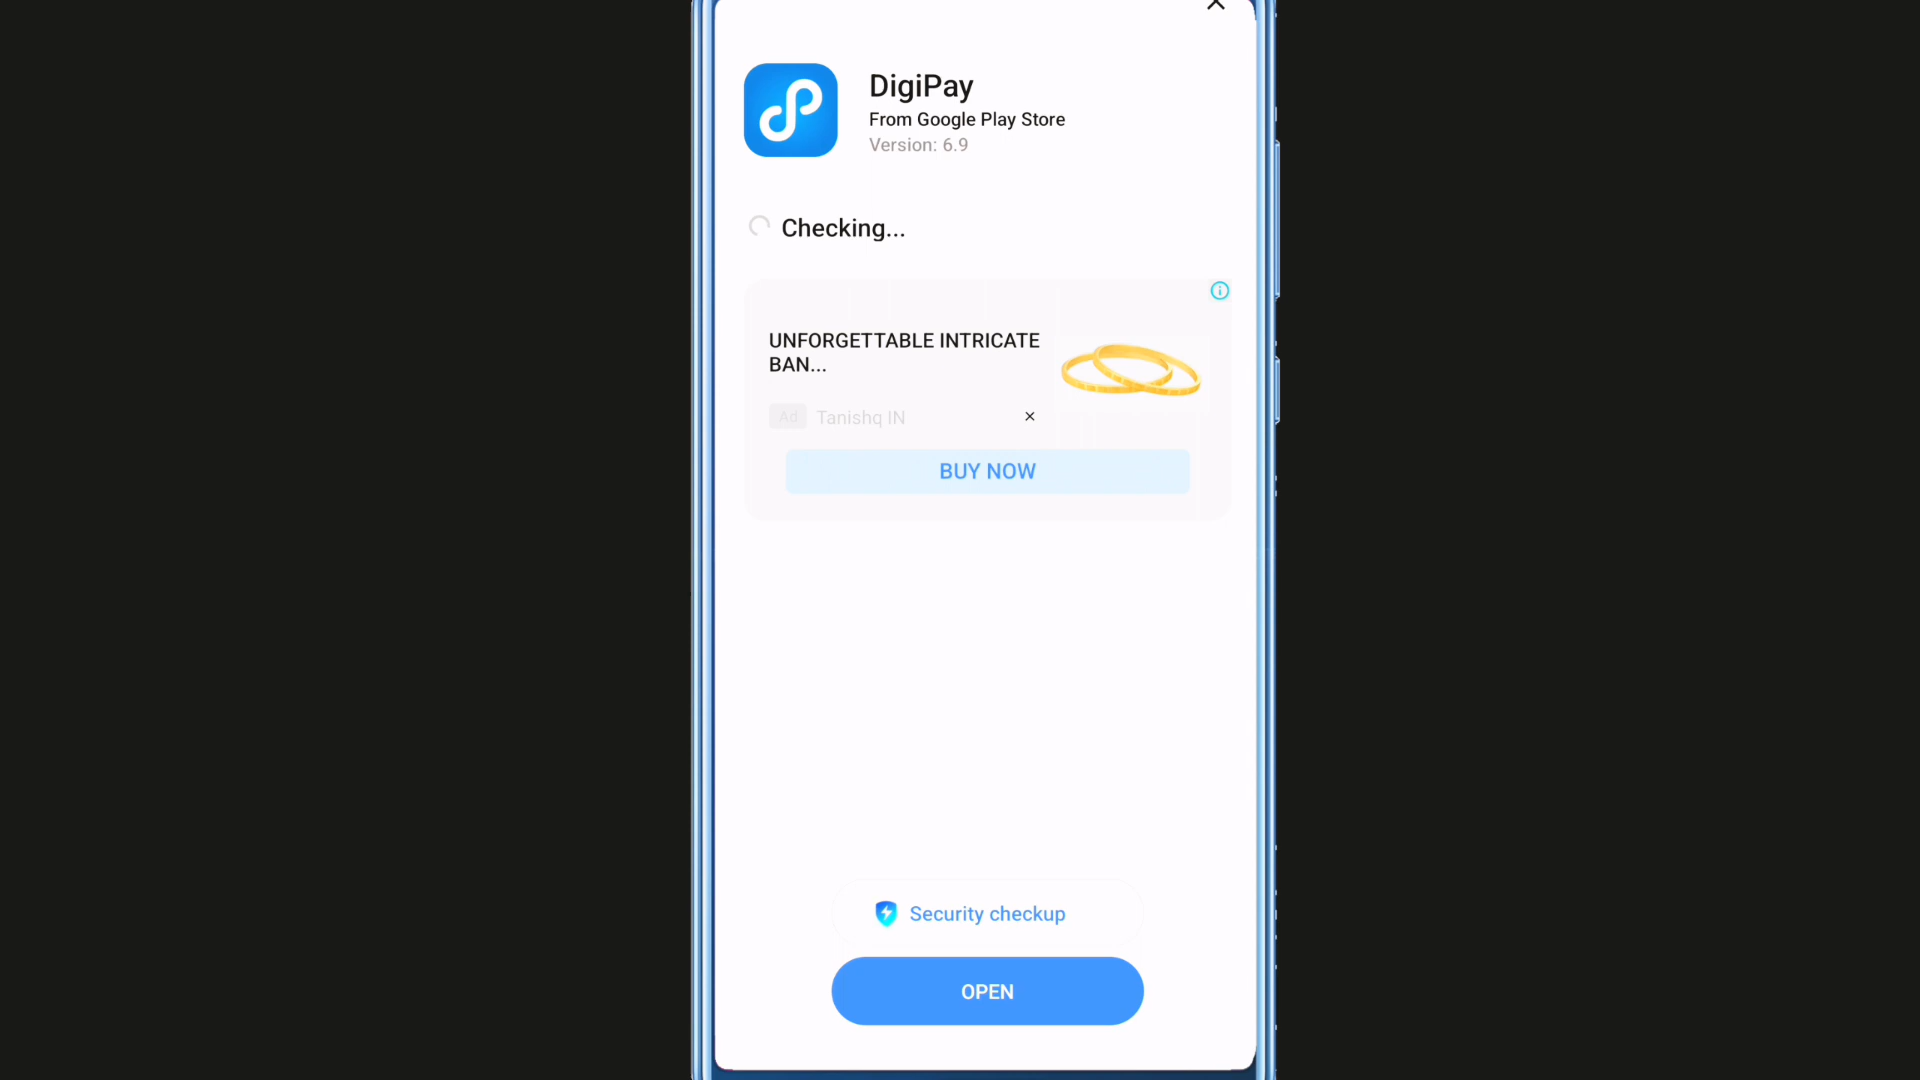 DigiPay
From Google Play Store
Version: 6.9
Checking...
UNFORGETTABLE INTRICATE
BAN...
Ad Tanishq IN
BUY NOW
Security checkup
OPEN